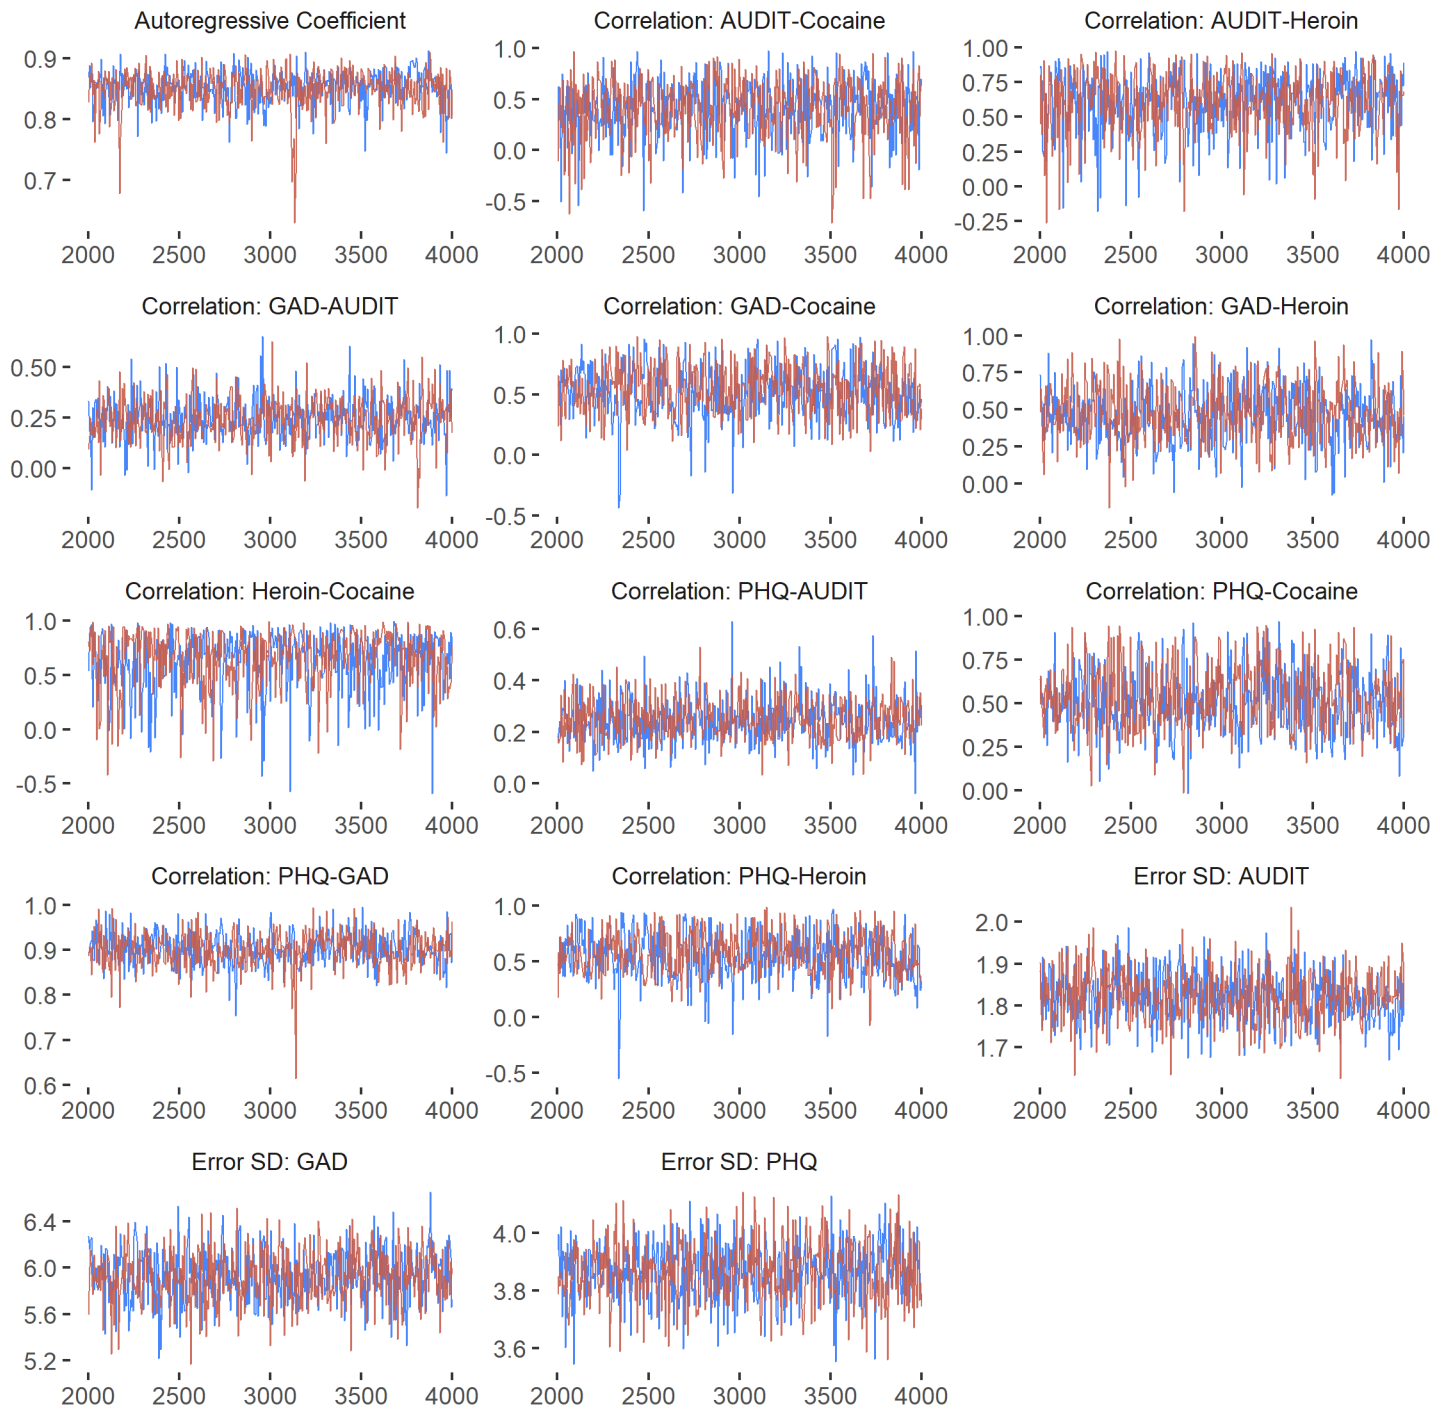 Autoregressive Coefficient
0.9
0.8
0.7
2000 2500 3000 3500 4000
Correlation: AUDIT-Cocaine
1.0
0.5
0.0
-0.5
2000 2500 3000 3500 4000
Correlation: AUDIT-Heroin
1.00
0.75
0.50
0.25
0.00
-0.25
2000 2500 3000 3500 4000
Correlation: GAD-AUDIT
0.50
0.25
0.00
2000 2500 3000 3500 4000
Correlation: GAD-Cocaine
1.0
0.5
0.0
-0.5
2000 2500 3000 3500 4000
Correlation: GAD-Heroin
1.00
0.75
0.50
0.25
0.00
2000 2500 3000 3500 4000
Correlation: Heroin-Cocaine
1.0
0.5
0.0
-0.5
2000 2500 3000 3500 4000
Correlation: PHQ-AUDIT
0.6
0.4
0.2
0.0
2000 2500 3000 3500 4000
Correlation: PHQ-Cocaine
1.00
0.75
0.50
0.25
0.00
2000 2500 3000 3500 4000
Correlation: PHQ-GAD
1.0
0.9
0.8
0.7
0.6
2000 2500 3000 3500 4000
Correlation: PHQ-Heroin
1.0
0.5
0.0
-0.5
2000 2500 3000 3500 4000
Error SD: AUDIT
2.0
1.9
1.8
1.7
2000 2500 3000 3500 4000
Error SD: GAD
6.4
6.0
5.6
5.2
2000 2500 3000 3500 4000
Error SD: PHQ
4.0
3.8
3.6
2000 2500 3000 3500 4000